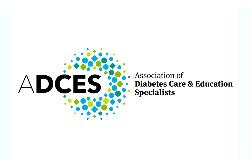 ADCES
Association of
Diabetes Care & Education
Specialists